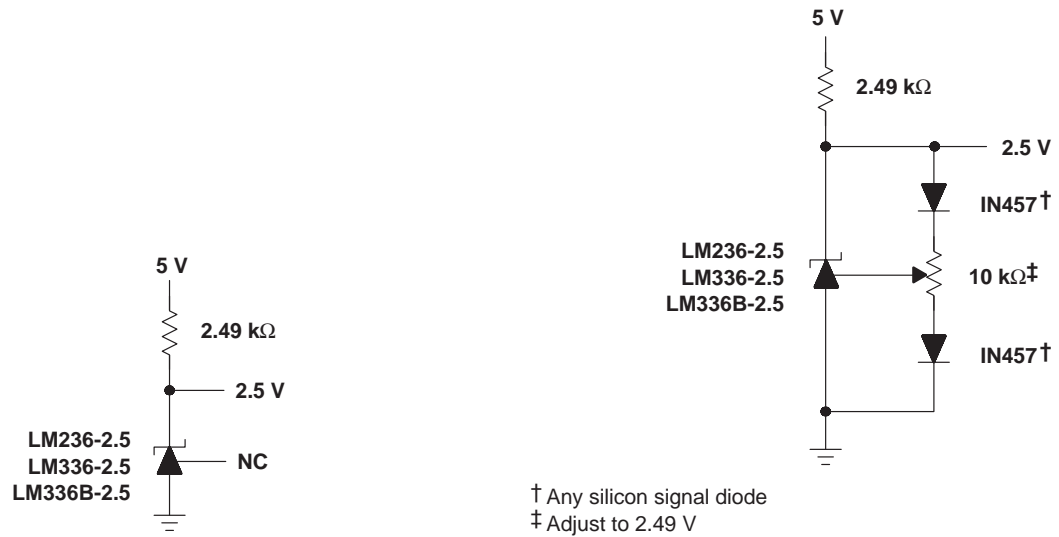 5 V
2.49 kΩ
2.5 V
LM236-2.5
LM336-2.5
LM336B-2.5
NC
5 V
2.49 kΩ
2.5 V
IN457†
LM236-2.5
LM336-2.5
LM336B-2.5
10 kΩ‡
IN457†
† Any silicon signal diode
‡ Adjust to 2.49 V